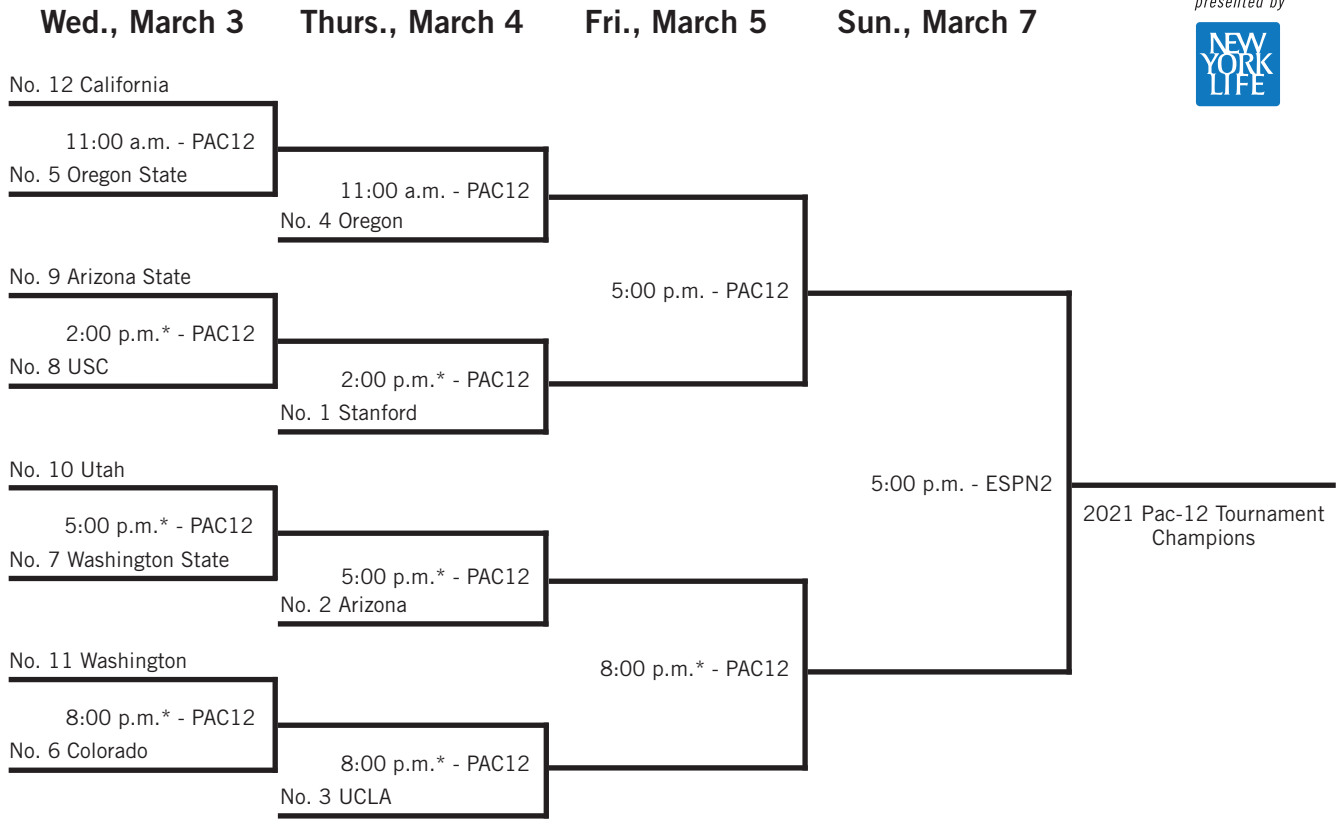 presented by
NEW
YORK
LIFE
Wed., March 3
Thurs., March 4
Fri., March 5
Sun., March 7
No. 12 California
11:00 a.m. - PAC12
No. 5 Oregon State
11:00 a.m. - PAC12
No. 4 Oregon
No. 9 Arizona State
2:00 p.m.* - PAC12
No. 8 USC
2:00 p.m.* - PAC12
No. 1 Stanford
5:00 p.m. - PAC12
No. 10 Utah
5:00 p.m.* - PAC12
No. 7 Washington State
5:00 p.m.* - PAC12
No. 2 Arizona
No. 11 Washington
8:00 p.m.* - PAC12
No. 6 Colorado
8:00 p.m.* - PAC12
No. 3 UCLA
8:00 p.m.* - PAC12
5:00 p.m. - ESPN2
2021 Pac-12 Tournament
Champions